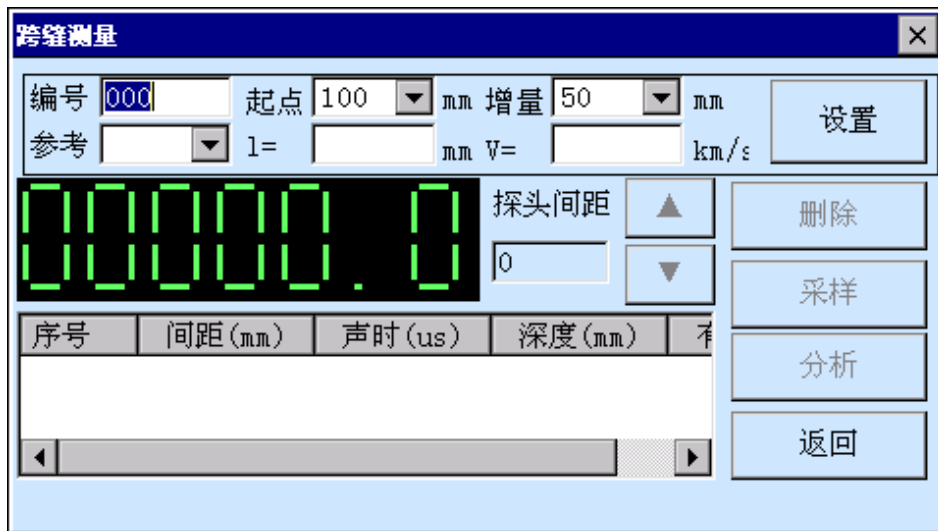 跨缝测量
编号 000 起点 100 mm 增量 50 mm 设置
参考 l= mm V= km/s
00000.0 探头间距 删除
0 采样
序号 间距(mm) 声时(us) 深度(mm)
分析
返回